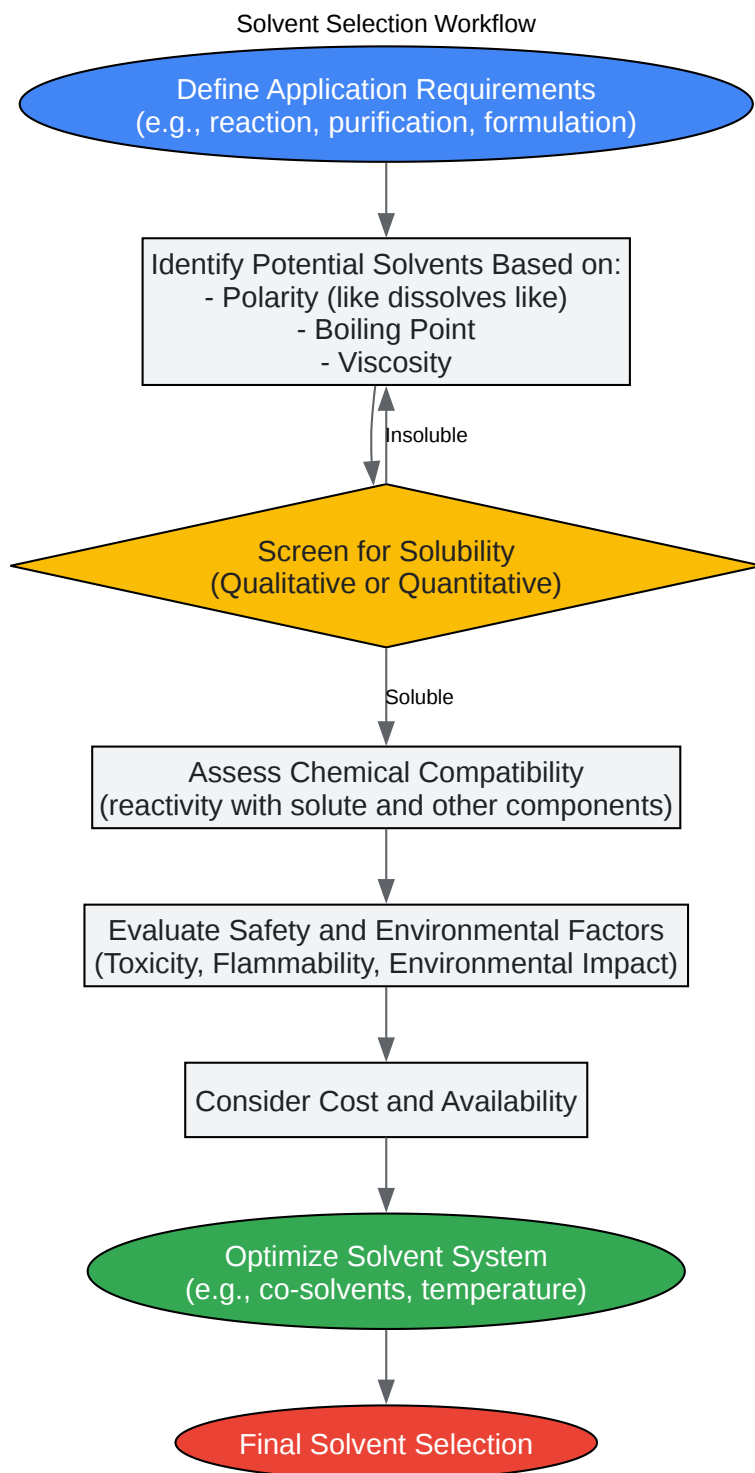 Solvent Selection Workflow
Define Application Requirements
(e.g., reaction, purification, formulation)
Identify Potential Solvents Based on:
- Polarity (like dissolves like)
- Boiling Point
- Viscosity
Insoluble
Screen for Solubility
(Qualitative or Quantitative)
Soluble
Assess Chemical Compatibility
(reactivity with solute and other components)
Evaluate Safety and Environmental Factors
(Toxicity, Flammability, Environmental Impact)
Consider Cost and Availability
Optimize Solvent System
(e.g., co-solvents, temperature)
Final Solvent Selection